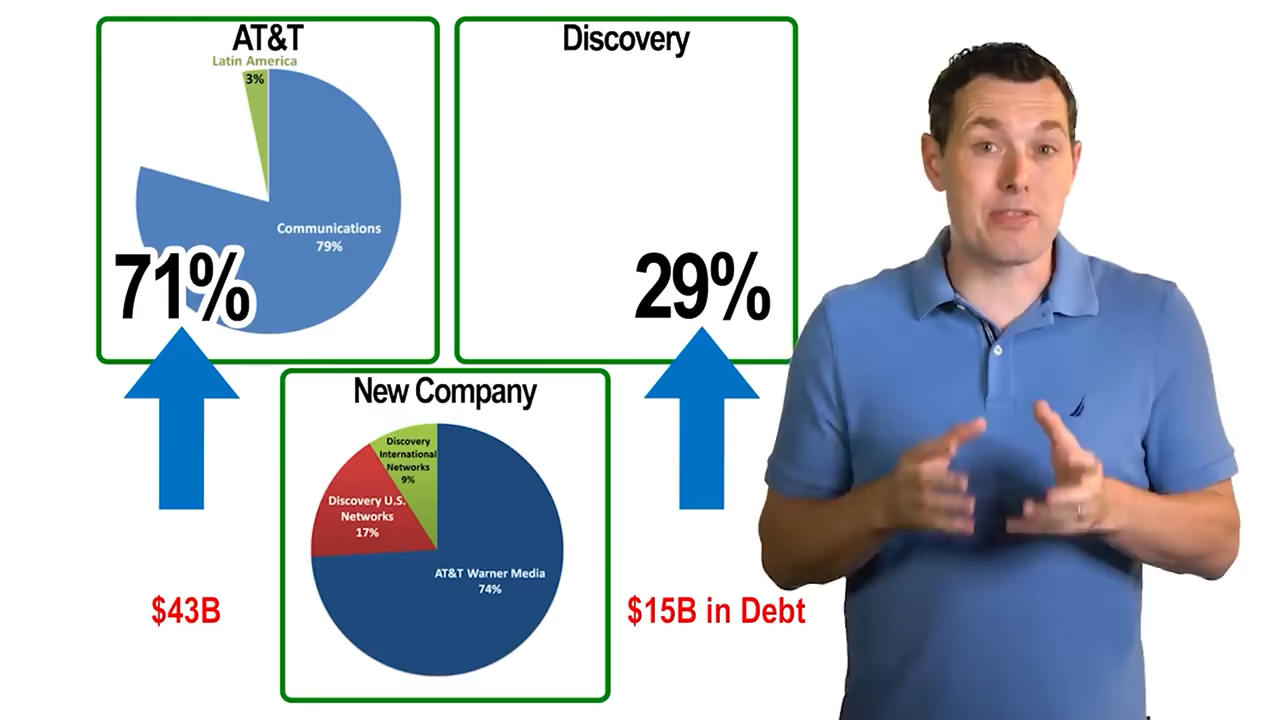 AT&T
Latin America
3%
Communications
79%
71%
Discovery
29%
New Company
Discovery
International
Networks
9%
Discovery U.S.
Networks
17%
AT&T Warner Media
74%
$43B
$15B in Debt